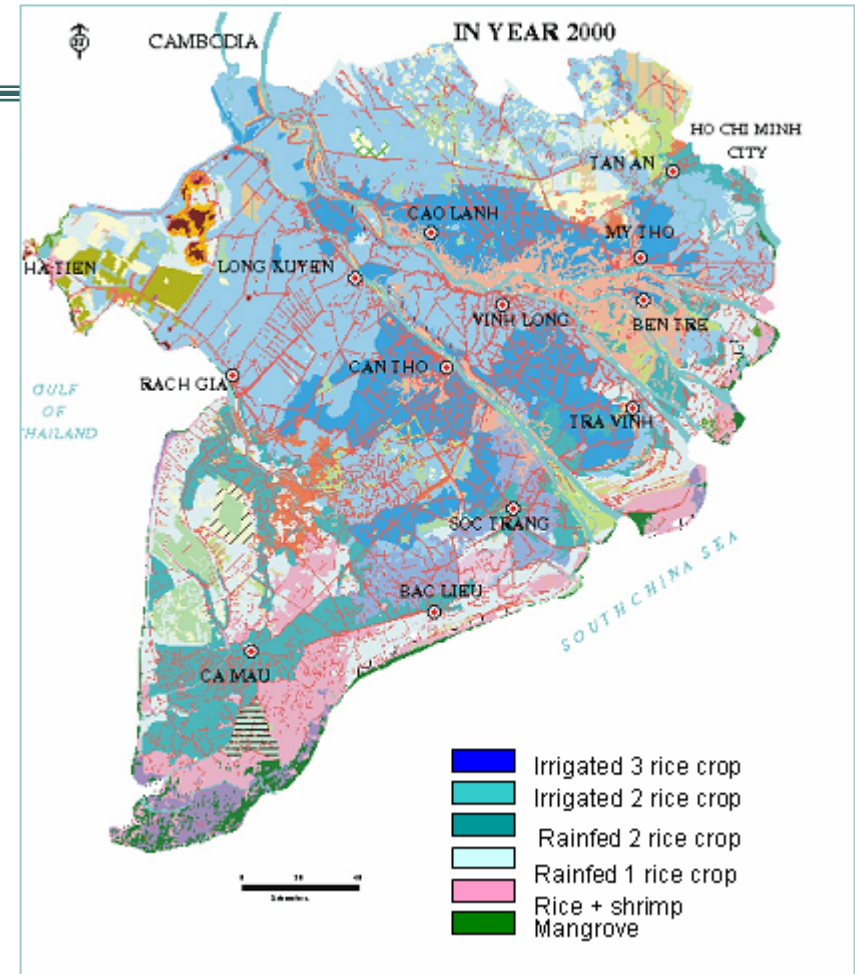 IN YEAR 2000
CAMBODIA
HO CHI MINH
CITY
TAN AN
CAO LANH
MY THO
HA TIEN
LONG XUYEN
VINH LONG
BEN TRE
CAN THO
RACH GIA
GULF
OF
THAILAND
TRA VINH
SOC TRANG
BAC LIEU
SOUTH CHINA SEA
CA MAU
Irrigated 3 rice crop
Irrigated 2 rice crop
Rainfed 2 rice crop
Rainfed 1 rice crop
Rice + shrimp
Mangrove